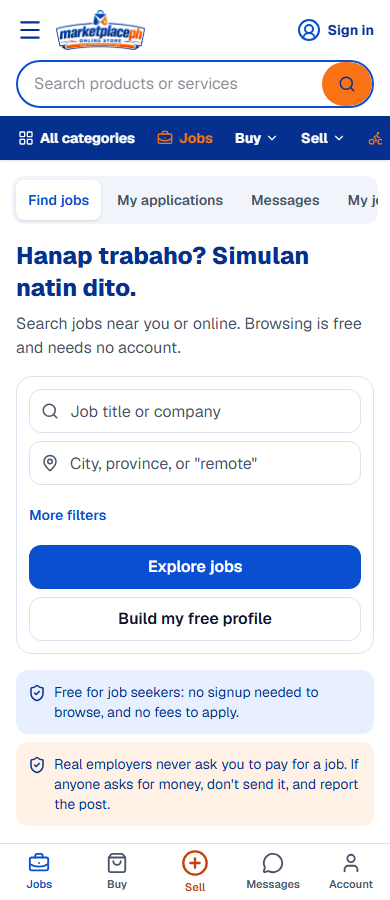 marketplaceph
ONLINE STORE
Sign in
Search products or services
All categories
Jobs
Buy
Sell
Find jobs
My applications
Messages
My jo
Hanap trabaho? Simulan
natin dito.
Search jobs near you or online. Browsing is free
and needs no account.
Job title or company
City, province, or "remote"
More filters
Explore jobs
Build my free profile
Free for job seekers: no signup needed to
browse, and no fees to apply.
Real employers never ask you to pay for a job. If
anyone asks for money, don't send it, and report
the post.
Jobs
Buy
Sell
Messages
Account